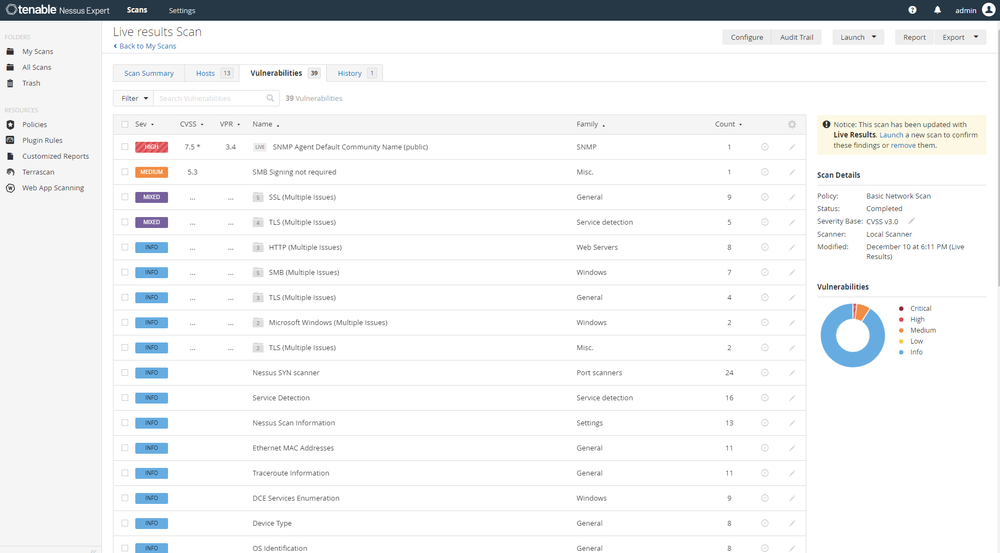 tenable Nessus Expert Scans Settings admin
FOLDERS
My Scans
All Scans
Trash
RESOURCES
Policies
Plugin Rules
Customized Reports
Terrascan
Web App Scanning
Live results Scan
Back to My Scans
Configure Audit Trail Launch Report Export
Scan Summary Hosts 13 Vulnerabilities 39 History 1
Filter Search Vulnerabilities 39 Vulnerabilities
Sev CVSS VPR Name Family Count
HIGH 7.5 * 3.4 LIVE SNMP Agent Default Community Name (public) SNMP 1
MEDIUM 5.3 SMB Signing not required Misc. 1
MIXED ... ... 5 SSL (Multiple Issues) General 9
MIXED ... ... 4 TLS (Multiple Issues) Service detection 5
INFO ... ... 3 HTTP (Multiple Issues) Web Servers 8
INFO ... ... 5 SMB (Multiple Issues) Windows 7
INFO ... ... 3 TLS (Multiple Issues) General 4
INFO ... ... 2 Microsoft Windows (Multiple Issues) Windows 2
INFO ... ... 2 TLS (Multiple Issues) Misc. 2
INFO Nessus SYN scanner Port scanners 24
INFO Service Detection Service detection 16
INFO Nessus Scan Information Settings 13
INFO Ethernet MAC Addresses General 11
INFO Traceroute Information General 11
INFO DCE Services Enumeration Windows 9
INFO Device Type General 8
INFO OS Identification General 8
Notice: This scan has been updated with
Live Results. Launch a new scan to confirm
these findings or remove them.
Scan Details
Policy: Basic Network Scan
Status: Completed
Severity Base: CVSS v3.0
Scanner: Local Scanner
Modified: December 10 at 6:11 PM (Live
Results)
Vulnerabilities
Critical
High
Medium
Low
Info